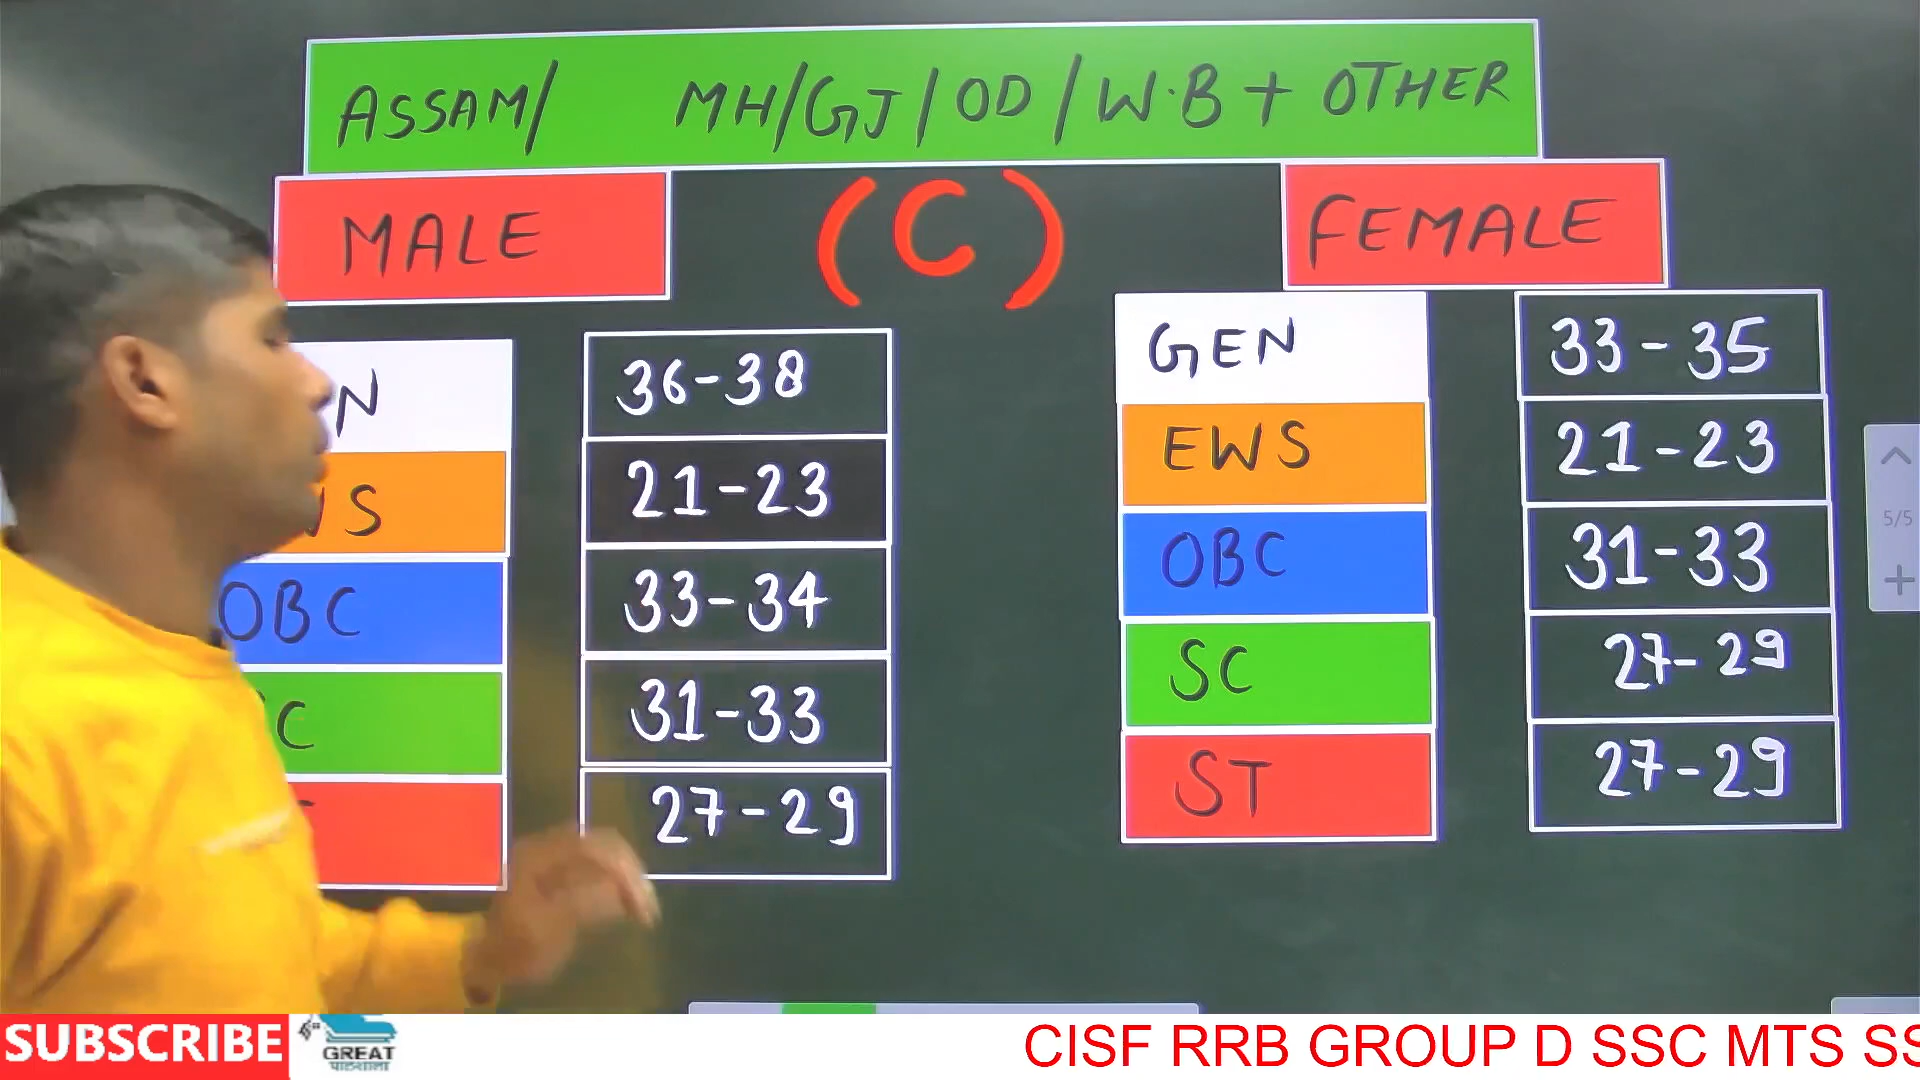 ASSAM/ MH/GJ/OD/W.B + OTHER
MALE (C) FEMALE
N 36-38 GEN 33-35
S 21-23 EWS 21-23
OBC 33-34 OBC 31-33
C 31-33 SC 27-29
27-29 ST 27-29
5/5
SUBSCRIBE
GREAT
पाठशाला
CISF RRB GROUP D SSC MTS SS